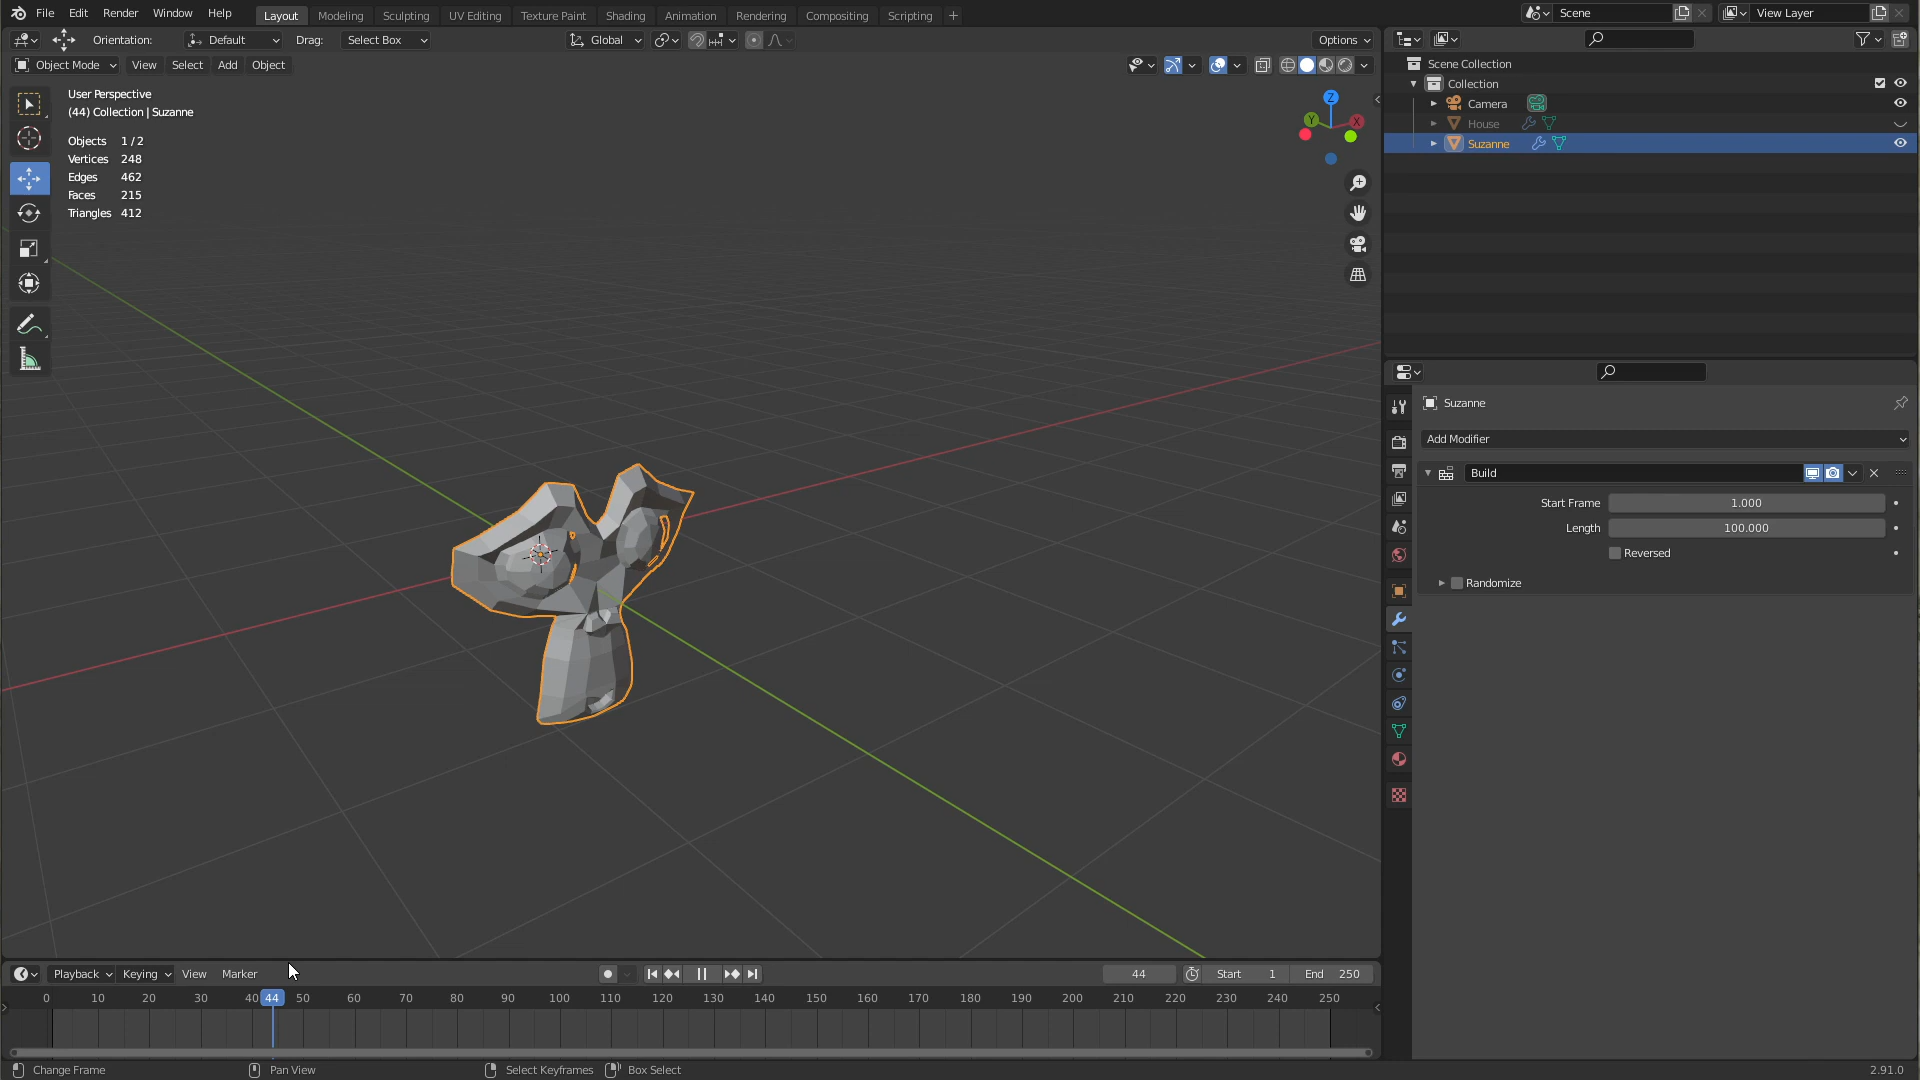 File Edit Render Window Help Layout Modeling Sculpting UV Editing Texture Paint Shading Animation Rendering Compositing Scripting + Scene View Layer
Orientation: Default Drag: Select Box Global Options
Object Mode View Select Add Object
User Perspective
(44) Collection | Suzanne
Objects 1 / 2
Vertices 248
Edges 462
Faces 215
Triangles 412
Z
Y
X
Scene Collection
Collection
Camera
House
Suzanne
Suzanne
Add Modifier
Build
Start Frame 1.000
Length 100.000
Reversed
Randomize
Playback Keying View Marker 44 Start 1 End 250
0 10 20 30 40 44 50 60 70 80 90 100 110 120 130 140 150 160 170 180 190 200 210 220 230 240 250
Change Frame Pan View Select Keyframes Box Select 2.91.0